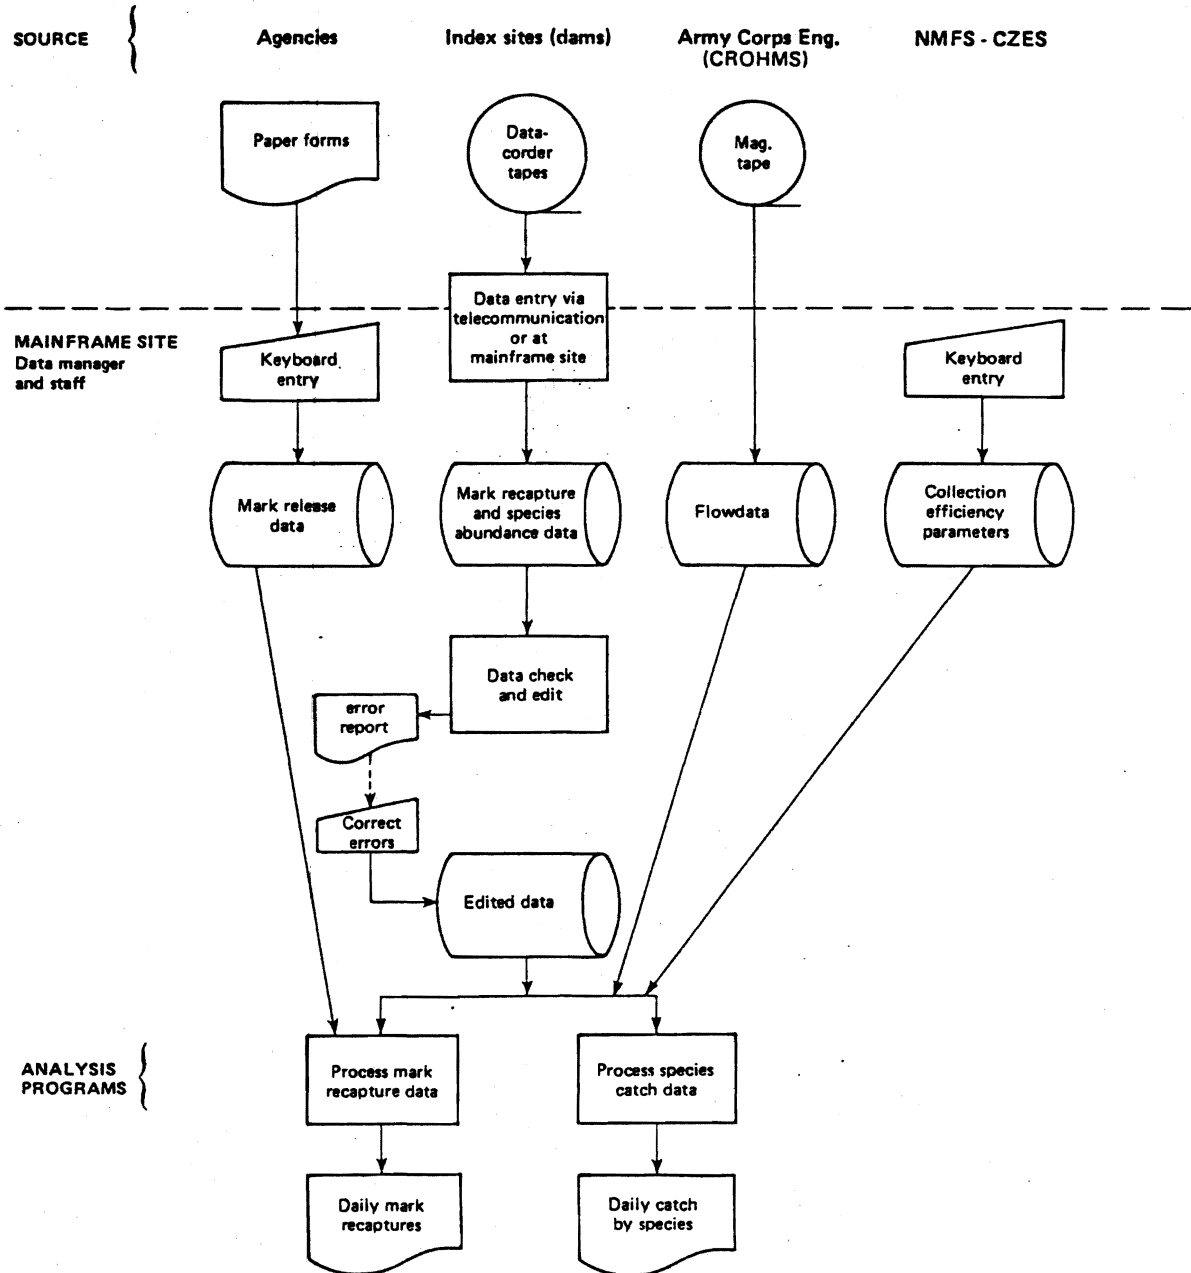 SOURCE
Agencies
Index sites (dams)
Army Corps Eng.
(CROHMS)
NMFS - CZES
Paper forms
Data-
corder
tapes
Mag.
tape
Data entry via
telecommunication
or at
mainframe site
MAINFRAME SITE
Data manager
and staff
Keyboard
entry
Keyboard
entry
Mark release
data
Mark recapture
and species
abundance data
Flowdata
Collection
efficiency
parameters
Data check
and edit
error
report
Correct
errors
Edited data
ANALYSIS
PROGRAMS
Process mark
recapture data
Process species
catch data
Daily mark
recaptures
Daily catch
by species